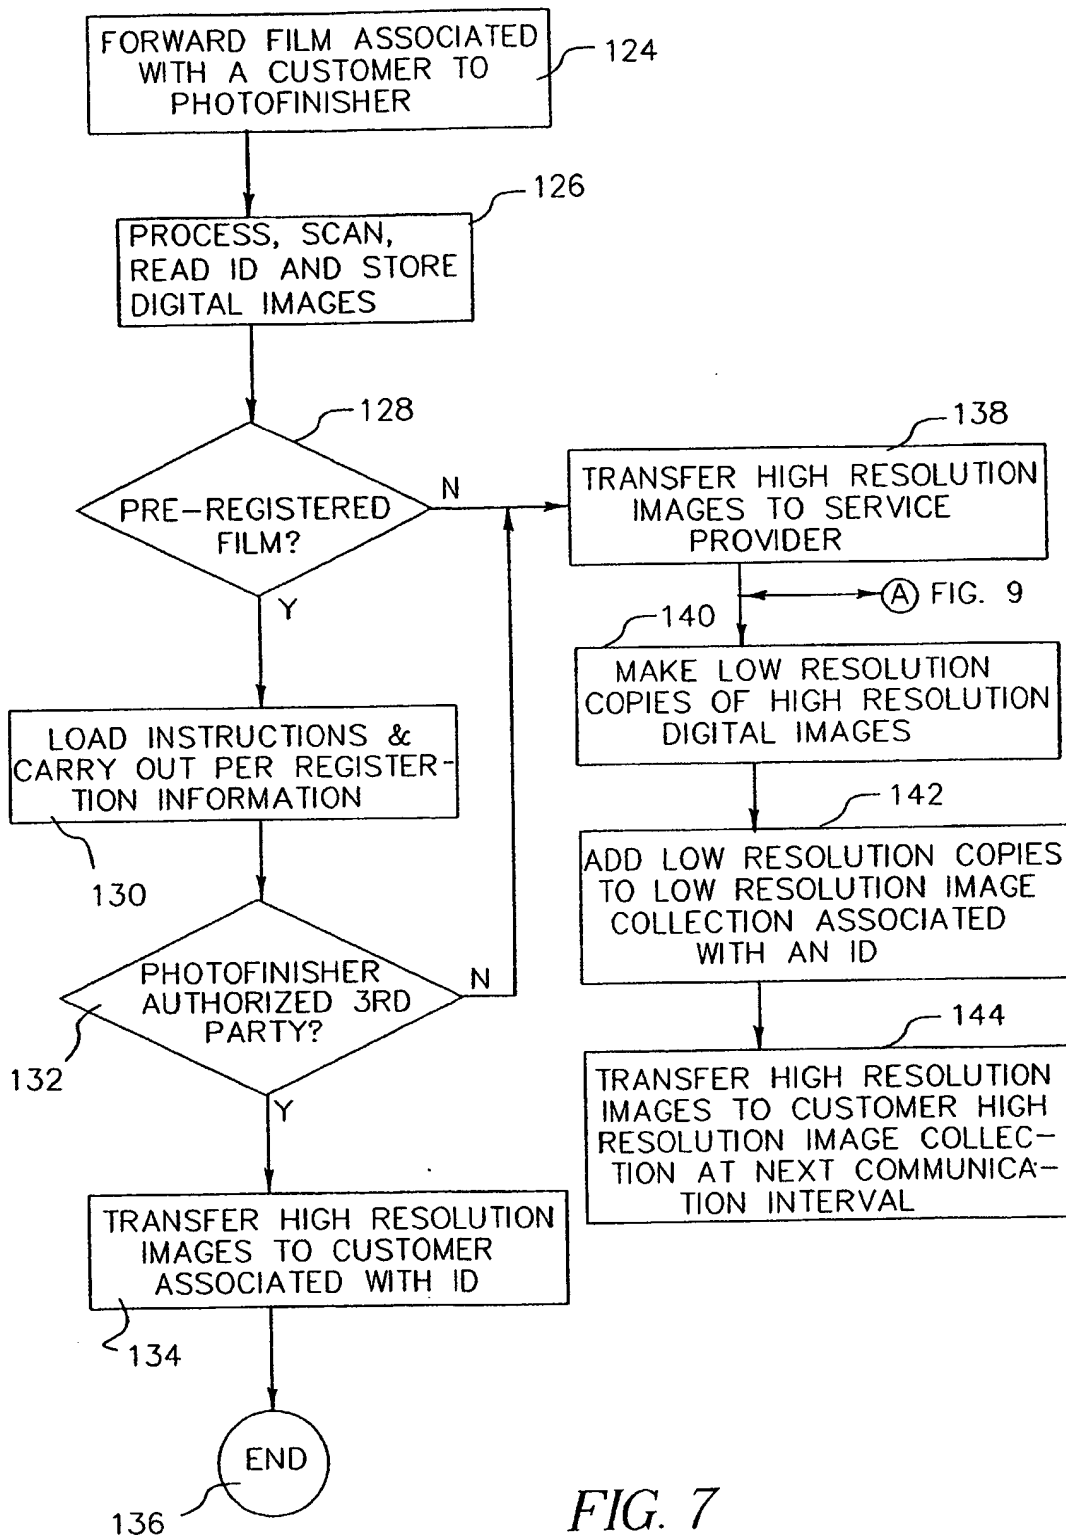 FORWARD FILM ASSOCIATED
WITH A CUSTOMER TO
PHOTOFINISHER
124
126
PROCESS, SCAN,
READ ID AND STORE
DIGITAL IMAGES
128
PRE-REGISTERED
FILM?
N
Y
LOAD INSTRUCTIONS &
CARRY OUT PER REGISTER-
TION INFORMATION
130
PHOTOFINISHER
AUTHORIZED 3RD
PARTY?
N
132
Y
TRANSFER HIGH RESOLUTION
IMAGES TO CUSTOMER
ASSOCIATED WITH ID
134
END
136
138
TRANSFER HIGH RESOLUTION
IMAGES TO SERVICE
PROVIDER
A FIG. 9
140
MAKE LOW RESOLUTION
COPIES OF HIGH RESOLUTION
DIGITAL IMAGES
142
ADD LOW RESOLUTION COPIES
TO LOW RESOLUTION IMAGE
COLLECTION ASSOCIATED
WITH AN ID
144
TRANSFER HIGH RESOLUTION
IMAGES TO CUSTOMER HIGH
RESOLUTION IMAGE COLLEC-
TION AT NEXT COMMUNICA-
TION INTERVAL
FIG. 7